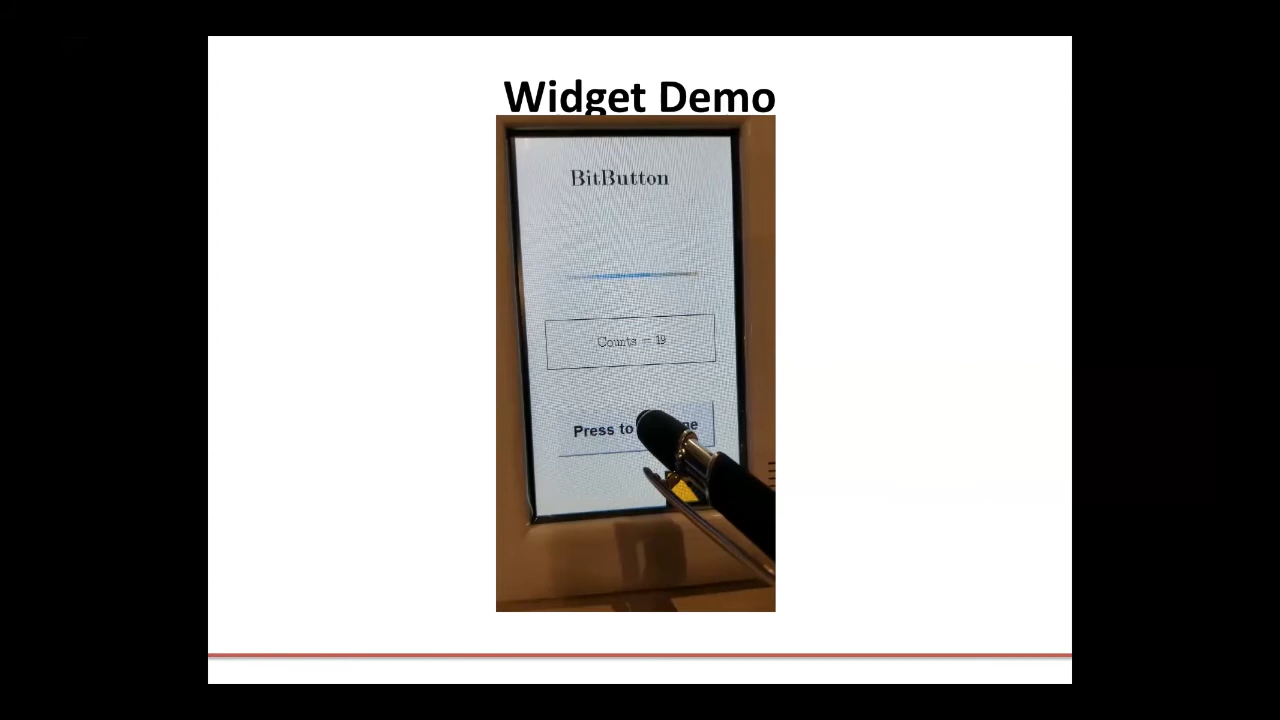 Widget Demo
BitButton
Counts = 19
Press to